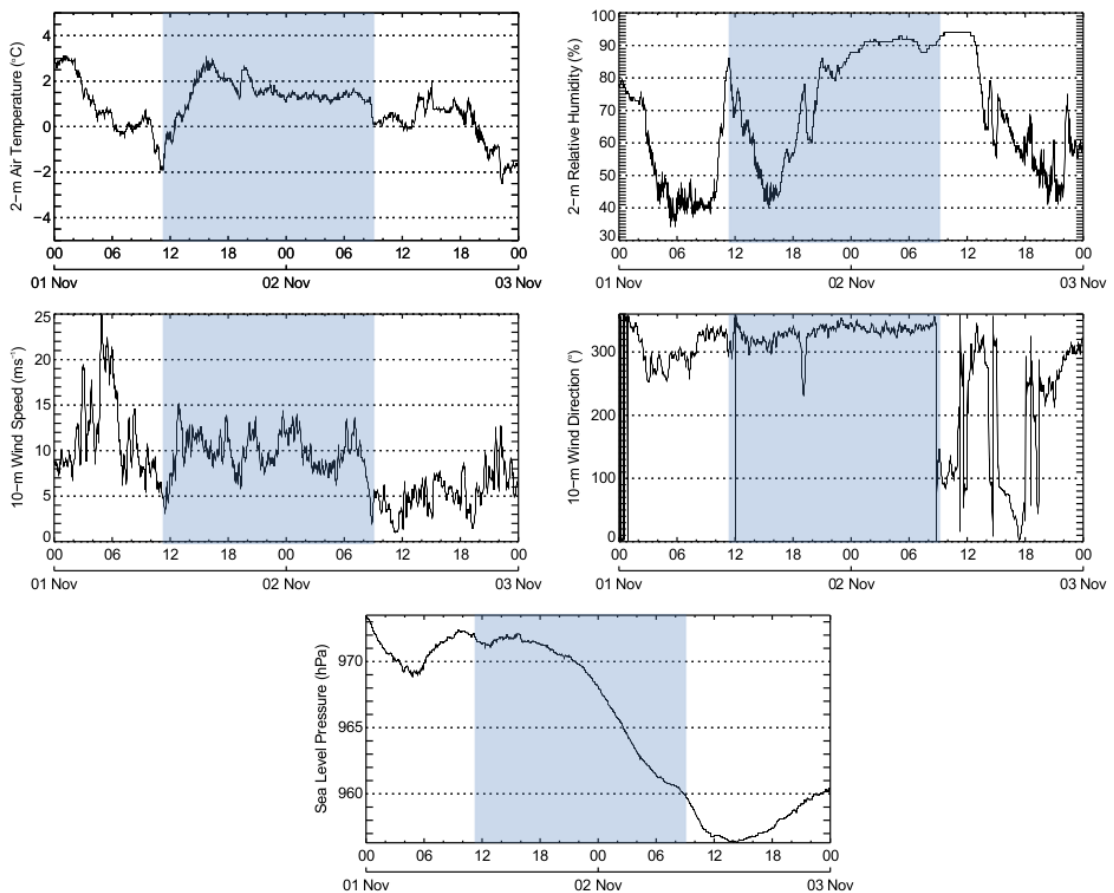 2−m Air Temperature (°C)
4
2
0
−2
−4
00 06 12 18 00 06 12 18 00
01 Nov 02 Nov 03 Nov
2−m Relative Humidity (%)
100
90
80
70
60
50
40
30
00 06 12 18 00 06 12 18 00
01 Nov 02 Nov 03 Nov
10−m Wind Speed (ms⁻¹)
25
20
15
10
5
0
00 06 12 18 00 06 12 18 00
01 Nov 02 Nov 03 Nov
10−m Wind Direction (°)
300
200
100
0
00 06 12 18 00 06 12 18 00
01 Nov 02 Nov 03 Nov
Sea Level Pressure (hPa)
970
965
960
00 06 12 18 00 06 12 18 00
01 Nov 02 Nov 03 Nov